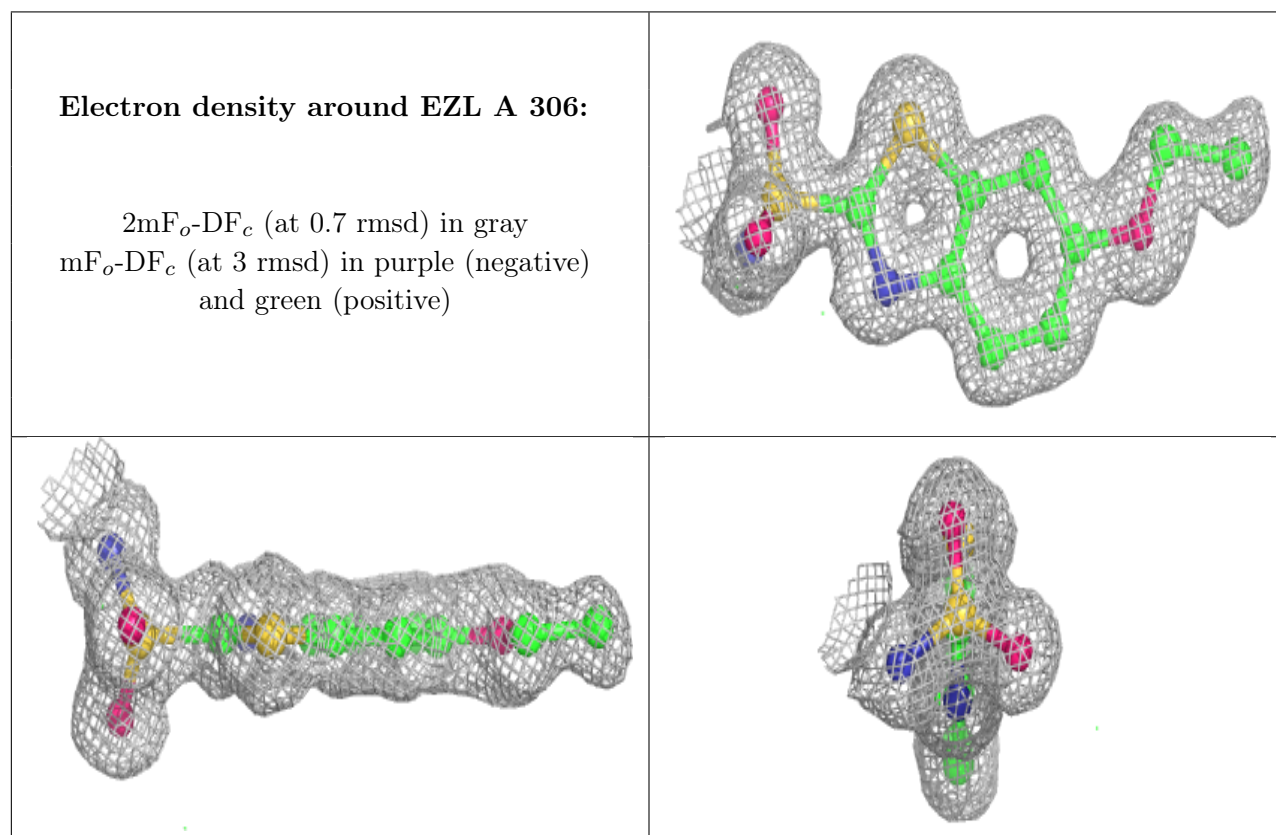 Electron density around EZL A 306:
2mFo-DFc (at 0.7 rmsd) in gray
mFo-DFc (at 3 rmsd) in purple (negative)
and green (positive)